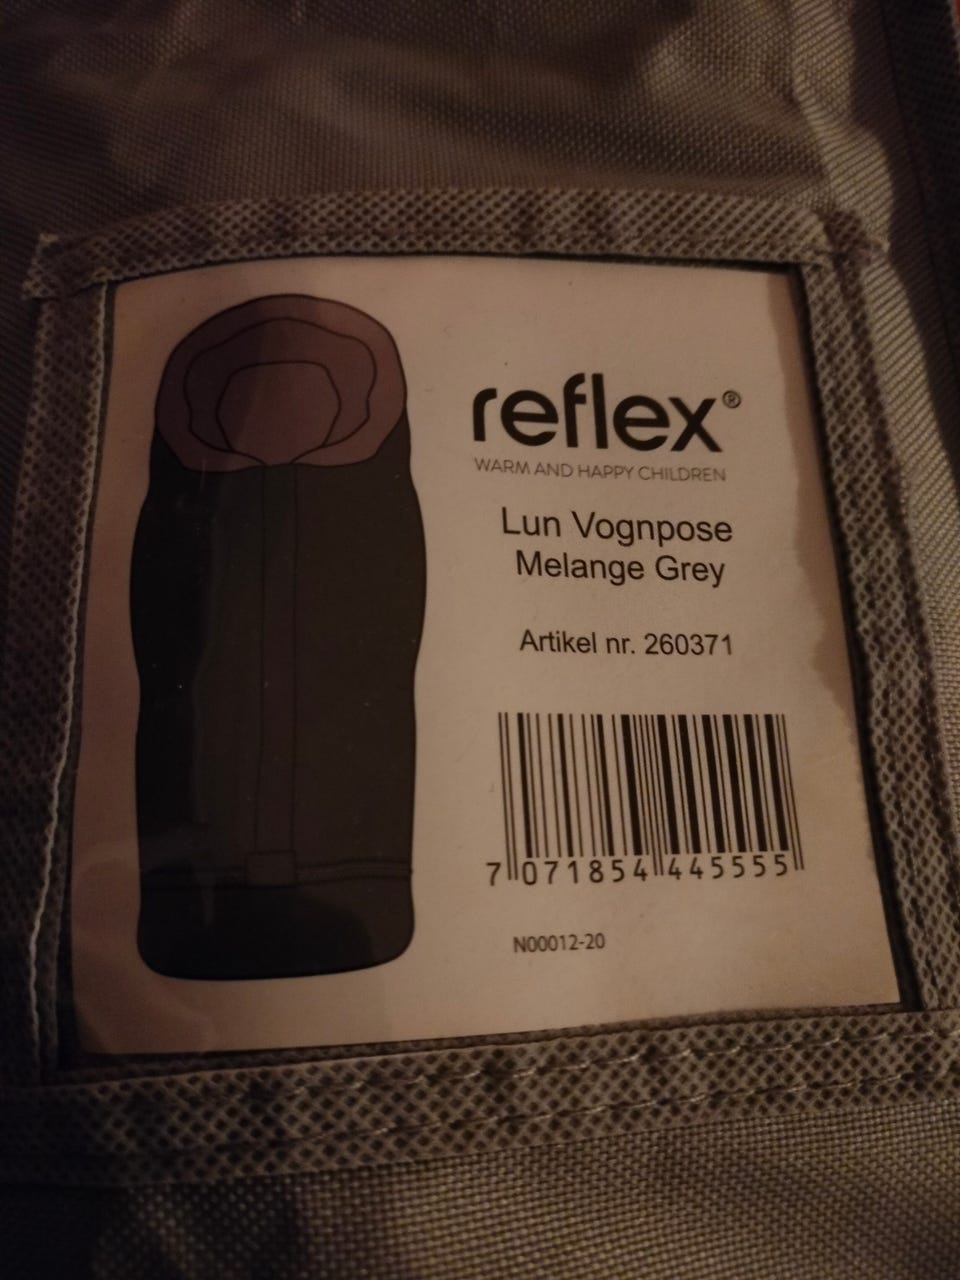 reflex®
WARM AND HAPPY CHILDREN
Lun Vognpose
Melange Grey
Artikel nr. 260371
7 071854 445555
N00012-20